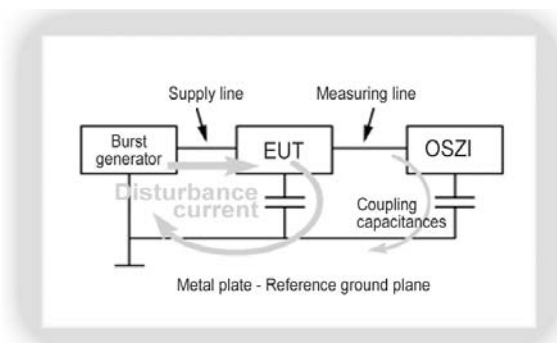 Supply line
Measuring line
Burst
generator
EUT
OSZI
Disturbance
current
Coupling
capacitances
Metal plate - Reference ground plane